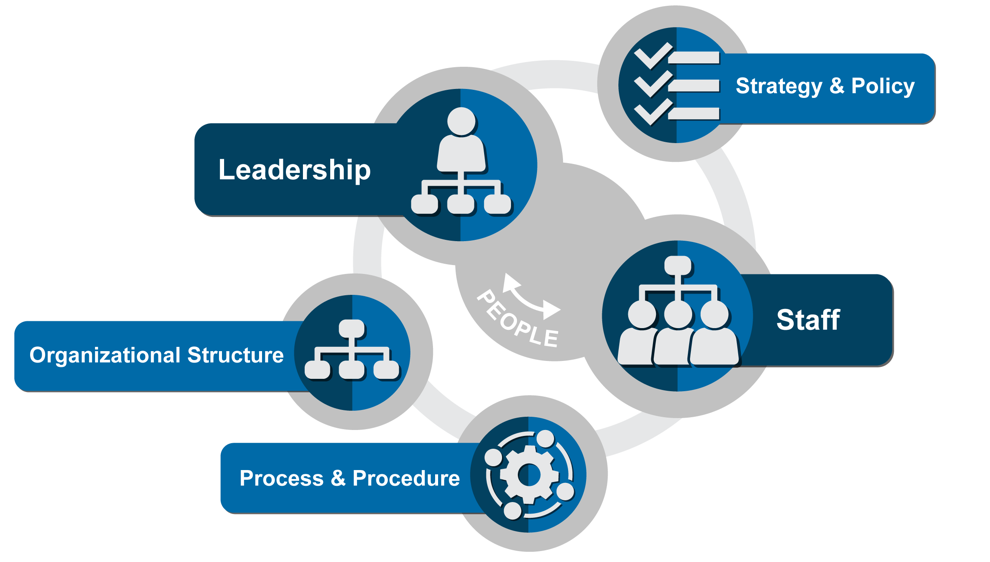 Strategy & Policy
Leadership
PEOPLE
Staff
Organizational Structure
Process & Procedure